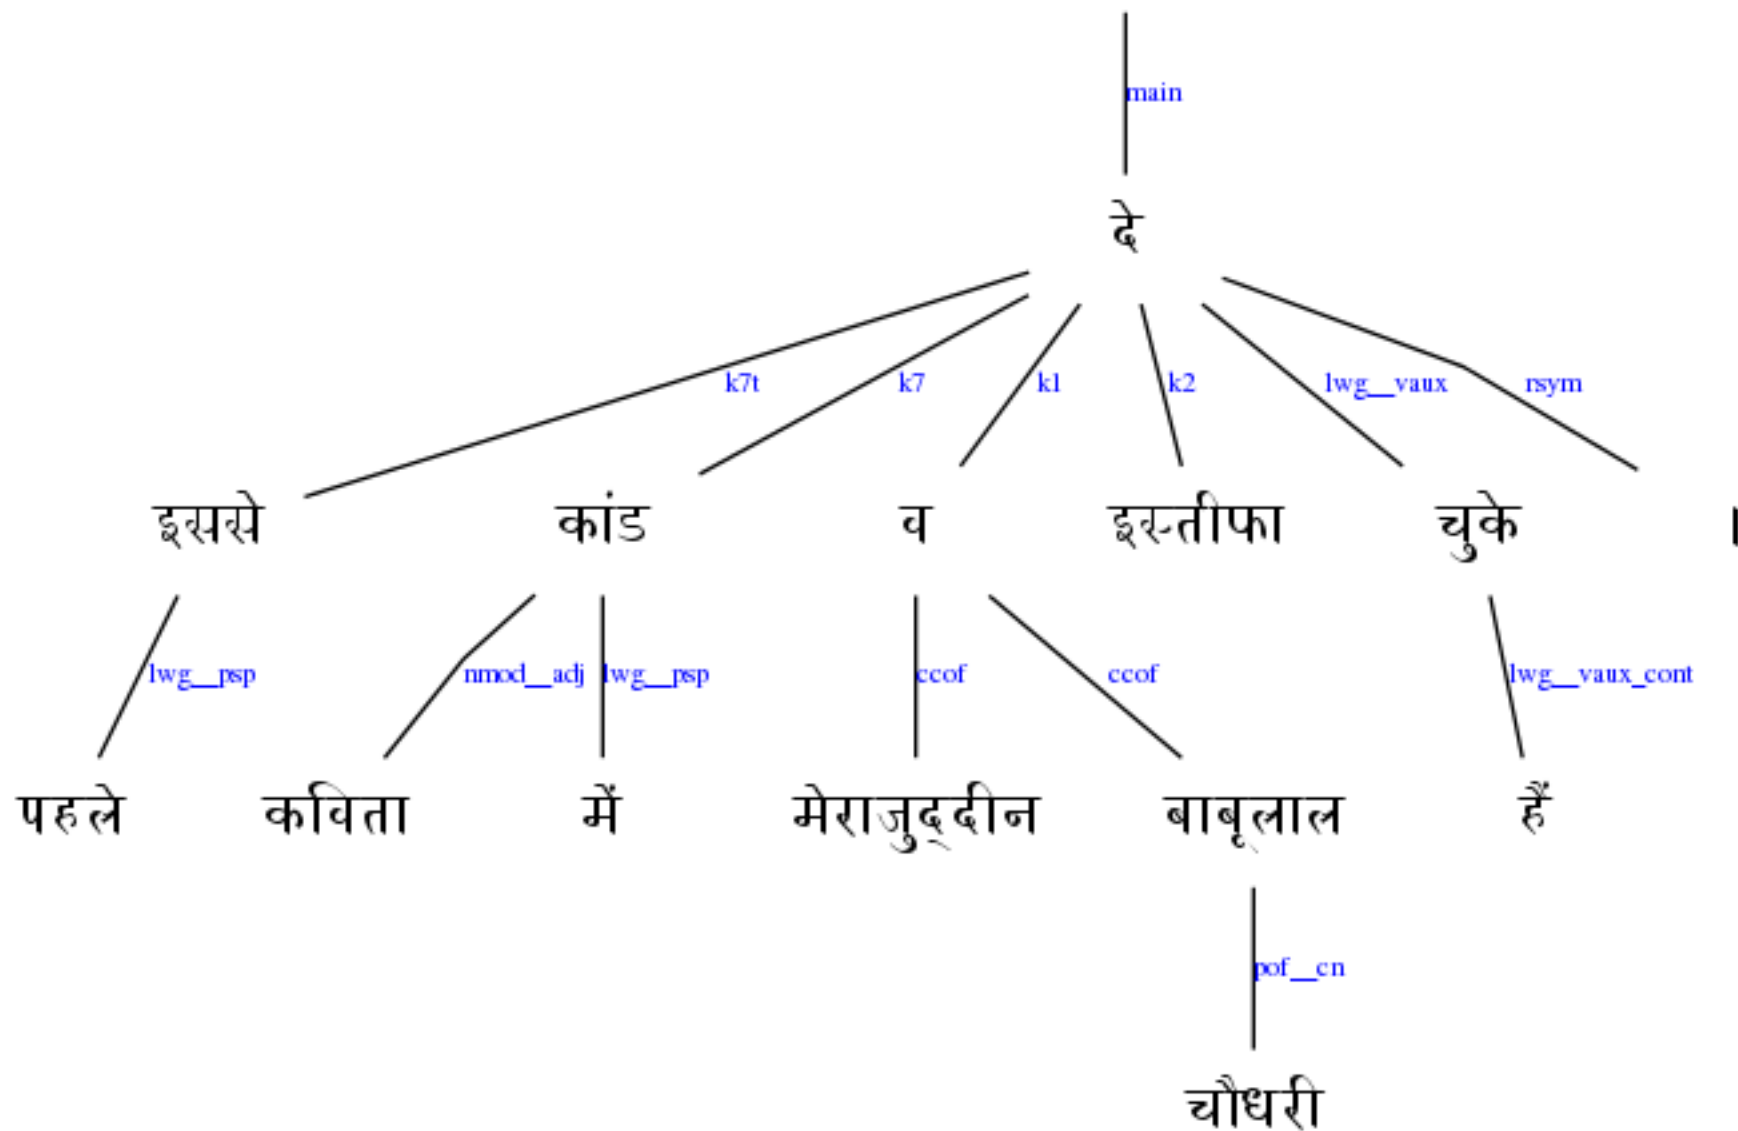 main
दे
k7t k7 k1 k2 lwg__vaux rsym
इससे कांड व इस्तीफा चुके ।
lwg__psp nmod__adj lwg__psp ccof ccof lwg__vaux_cont
पहले कविता में मेराजुद्दीन बाबूलाल हैं
pof__cn
चौधरी